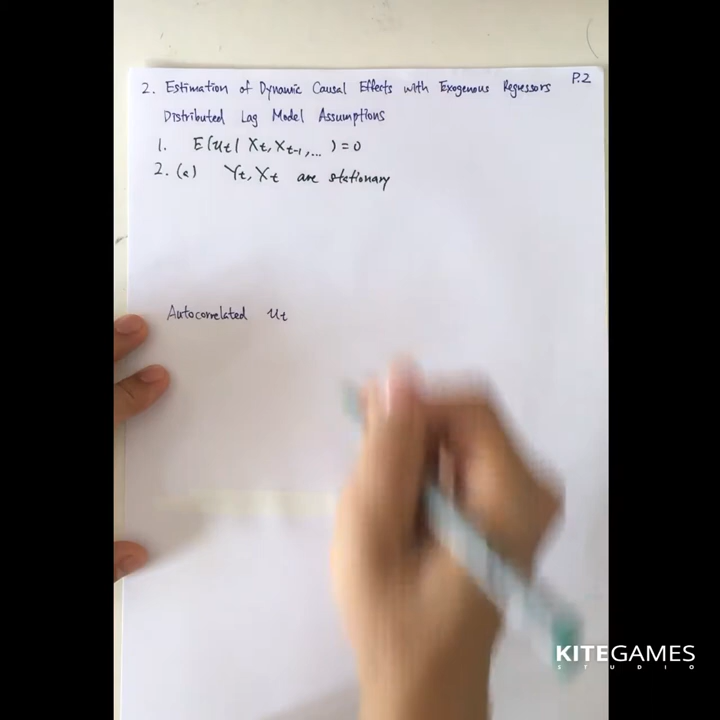 P.2
2. Estimation of Dynamic Causal Effects with Exogenous Regressors
Distributed Lag Model Assumptions
1. E(ut | Xt, Xt-1, ... ) = 0
2. (a) Yt, Xt are stationary
Autocorrelated ut
KITEGAMES
STUDIO